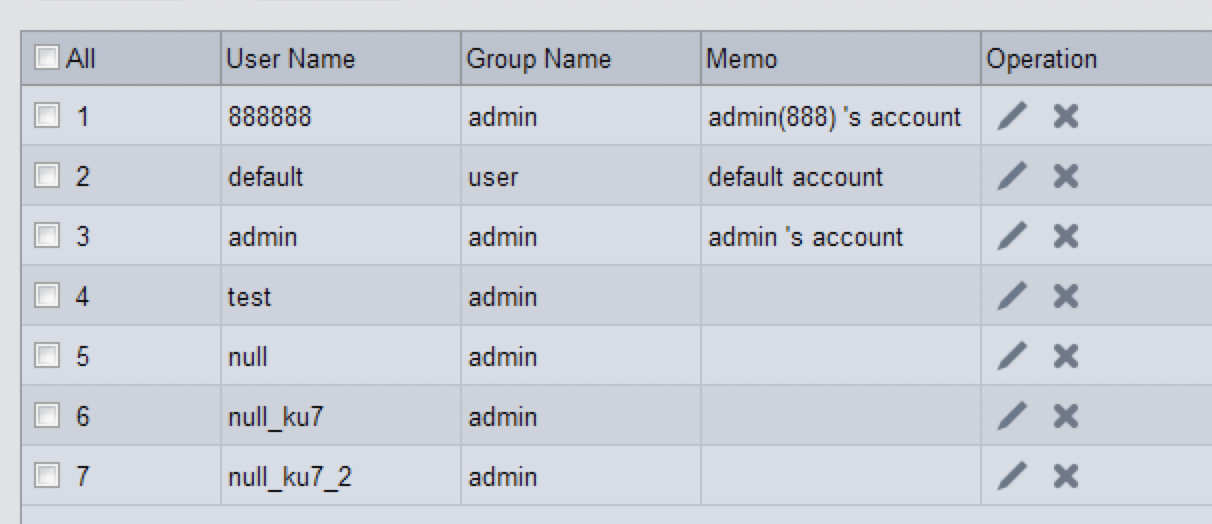 All User Name Group Name Memo Operation
1 888888 admin admin(888) 's account
2 default user default account
3 admin admin admin 's account
4 test admin
5 null admin
6 null_ku7 admin
7 null_ku7_2 admin